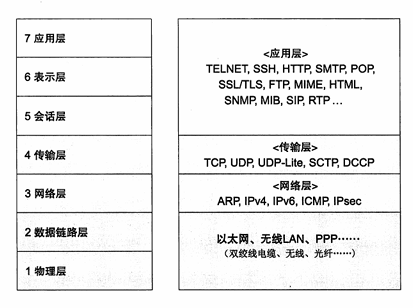 7 应用层
6 表示层
5 会话层
4 传输层
3 网络层
2 数据链路层
1 物理层
<应用层>
TELNET, SSH, HTTP, SMTP, POP,
SSL/TLS, FTP, MIME, HTML,
SNMP, MIB, SIP, RTP ...
<传输层>
TCP, UDP, UDP-Lite, SCTP, DCCP
<网络层>
ARP, IPv4, IPv6, ICMP, IPsec
以太网、无线LAN、PPP……
（双绞线电缆、无线、光纤……）